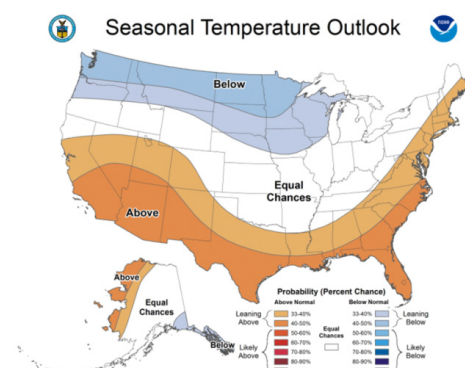 Seasonal Temperature Outlook
NOAA
Below
Equal
Chances
Above
Above
Equal
Chances
Below
Probability (Percent Chance)
Above Normal
Below Normal
Leaning
Above
33-40%
40-50%
50-60%
Likely
Above
60-70%
70-80%
80-90%
Equal
Chances
33-40%
40-50%
50-60%
Leaning
Below
60-70%
70-80%
80-90%
Likely
Below